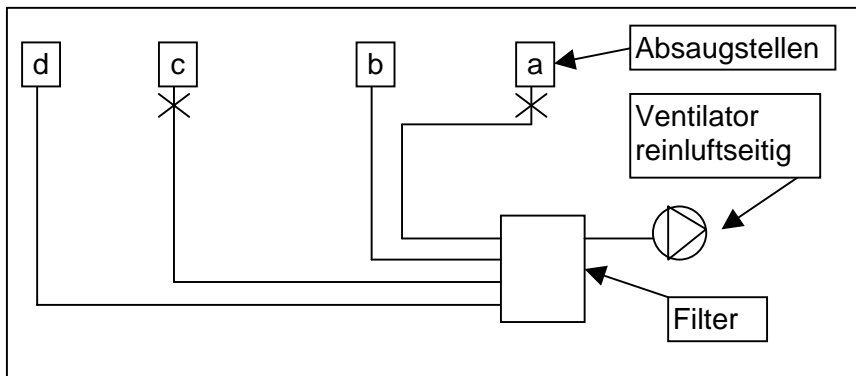 d
c
b
a
Absaugstellen
Ventilator
reinluftseitig
Filter